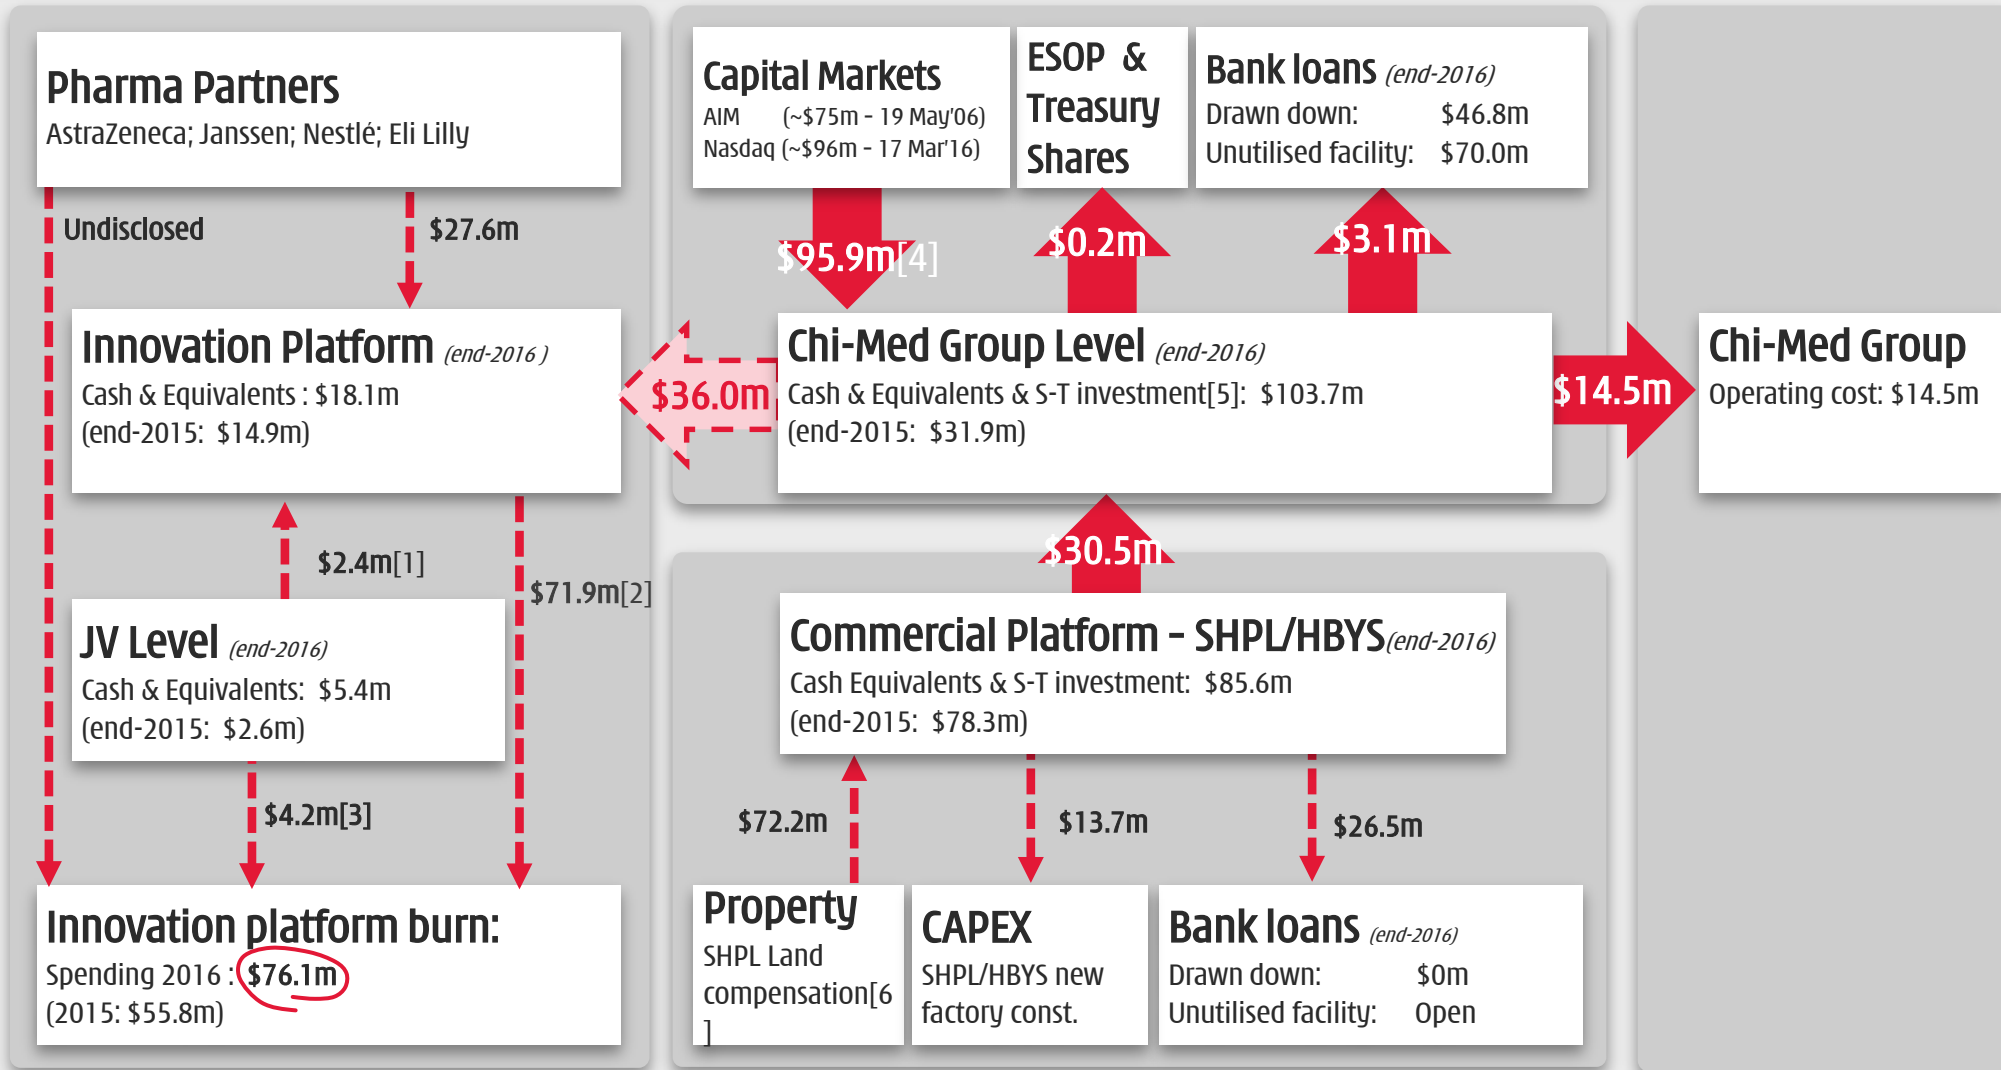 Pharma Partners
AstraZeneca; Janssen; Nestlé; Eli Lilly
Undisclosed
$27.6m
Innovation Platform (end-2016 )
Cash & Equivalents : $18.1m
(end-2015: $14.9m)
$2.4m[1]
$71.9m[2]
JV Level (end-2016)
Cash & Equivalents: $5.4m
(end-2015: $2.6m)
$4.2m[3]
Innovation platform burn:
Spending 2016 : $76.1m
(2015: $55.8m)
Capital Markets
AIM (~$75m – 19 May'06)
Nasdaq (~$96m – 17 Mar'16)
ESOP &
Treasury
Shares
Bank loans (end-2016)
Drawn down: $46.8m
Unutilised facility: $70.0m
$95.9m[4]
$0.2m
$3.1m
$36.0m
Chi-Med Group Level (end-2016)
Cash & Equivalents & S-T investment[5]: $103.7m
(end-2015: $31.9m)
$14.5m
Chi-Med Group
Operating cost: $14.5m
$30.5m
Commercial Platform – SHPL/HBYS(end-2016)
Cash Equivalents & S-T investment: $85.6m
(end-2015: $78.3m)
$72.2m
$13.7m
$26.5m
Property
SHPL Land
compensation[6
]
CAPEX
SHPL/HBYS new
factory const.
Bank loans (end-2016)
Drawn down: $0m
Unutilised facility: Open